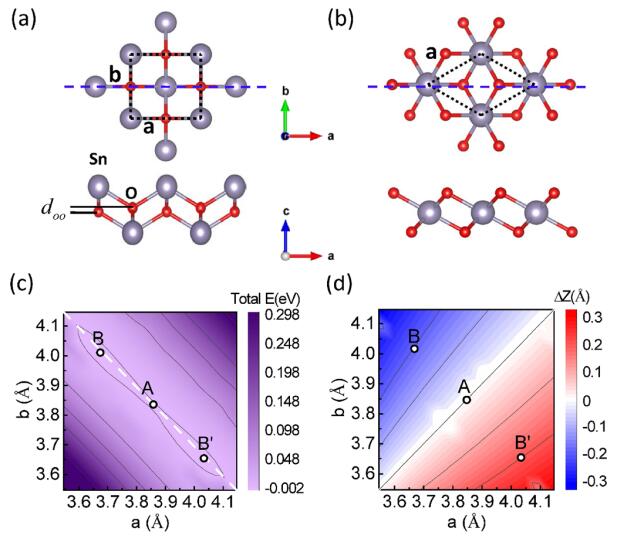 (a)
(b)
b
a
a
b
a
Sn
O
doo
c
a
(c)
(d)
Total E(eV)
0.298
0.248
0.198
0.148
0.098
0.048
-0.002
4.1
4.0
3.9
3.8
3.7
3.6
b (Å)
B
A
B'
3.6 3.7 3.8 3.9 4.0 4.1
a (Å)
ΔZ(Å)
0.3
0.2
0.1
0
-0.1
-0.2
-0.3
4.1
4.0
3.9
3.8
3.7
3.6
b (Å)
B
A
B'
3.6 3.7 3.8 3.9 4.0 4.1
a (Å)